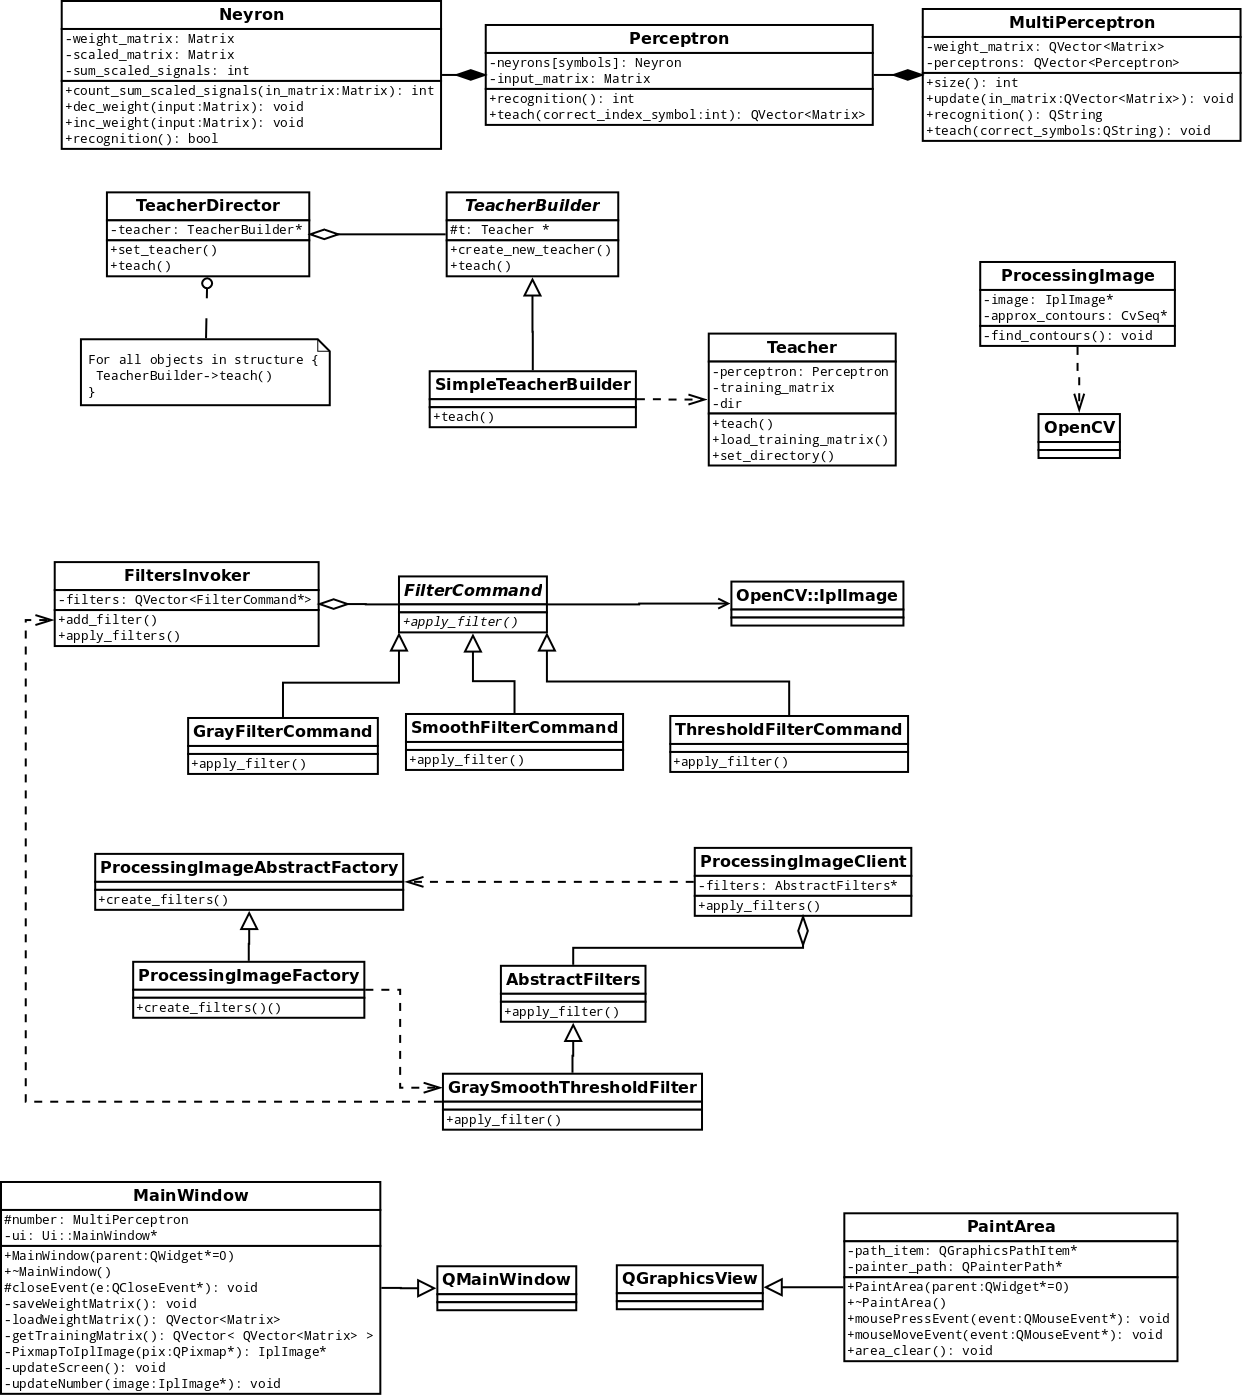 Neyron
-weight_matrix: Matrix
-scaled_matrix: Matrix
-sum_scaled_signals: int
+count_sum_scaled_signals(in_matrix:Matrix): int
+dec_weight(input:Matrix): void
+inc_weight(input:Matrix): void
+recognition(): bool
Perceptron
-neyrons[symbols]: Neyron
-input_matrix: Matrix
+recognition(): int
+teach(correct_index_symbol:int): QVector<Matrix>
MultiPerceptron
-weight_matrix: QVector<Matrix>
-perceptrons: QVector<Perceptron>
+size(): int
+update(in_matrix:QVector<Matrix>): void
+recognition(): QString
+teach(correct_symbols:QString): void
TeacherDirector
-teacher: TeacherBuilder*
+set_teacher()
+teach()
TeacherBuilder
#t: Teacher *
+create_new_teacher()
+teach()
For all objects in structure {
TeacherBuilder->teach()
}
SimpleTeacherBuilder
+teach()
Teacher
-perceptron: Perceptron
-training_matrix
-dir
+teach()
+load_training_matrix()
+set_directory()
ProcessingImage
-image: IplImage*
-approx_contours: CvSeq*
-find_contours(): void
OpenCV
FiltersInvoker
-filters: QVector<FilterCommand*>
+add_filter()
+apply_filters()
FilterCommand
+apply_filter()
OpenCV::IplImage
GrayFilterCommand
+apply_filter()
SmoothFilterCommand
+apply_filter()
ThresholdFilterCommand
+apply_filter()
ProcessingImageAbstractFactory
+create_filters()
ProcessingImageClient
-filters: AbstractFilters*
+apply_filters()
ProcessingImageFactory
+create_filters()()
AbstractFilters
+apply_filter()
GraySmoothThresholdFilter
+apply_filter()
MainWindow
#number: MultiPerceptron
-ui: Ui::MainWindow*
+MainWindow(parent:QWidget*=0)
+~MainWindow()
#closeEvent(e:QCloseEvent*): void
-saveWeightMatrix(): void
-loadWeightMatrix(): QVector<Matrix>
-getTrainingMatrix(): QVector< QVector<Matrix> >
-PixmapToIplImage(pix:QPixmap*): IplImage*
-updateScreen(): void
-updateNumber(image:IplImage*): void
QMainWindow
QGraphicsView
PaintArea
-path_item: QGraphicsPathItem*
-painter_path: QPainterPath*
+PaintArea(parent:QWidget*=0)
+~PaintArea()
+mousePressEvent(event:QMouseEvent*): void
+mouseMoveEvent(event:QMouseEvent*): void
+area_clear(): void